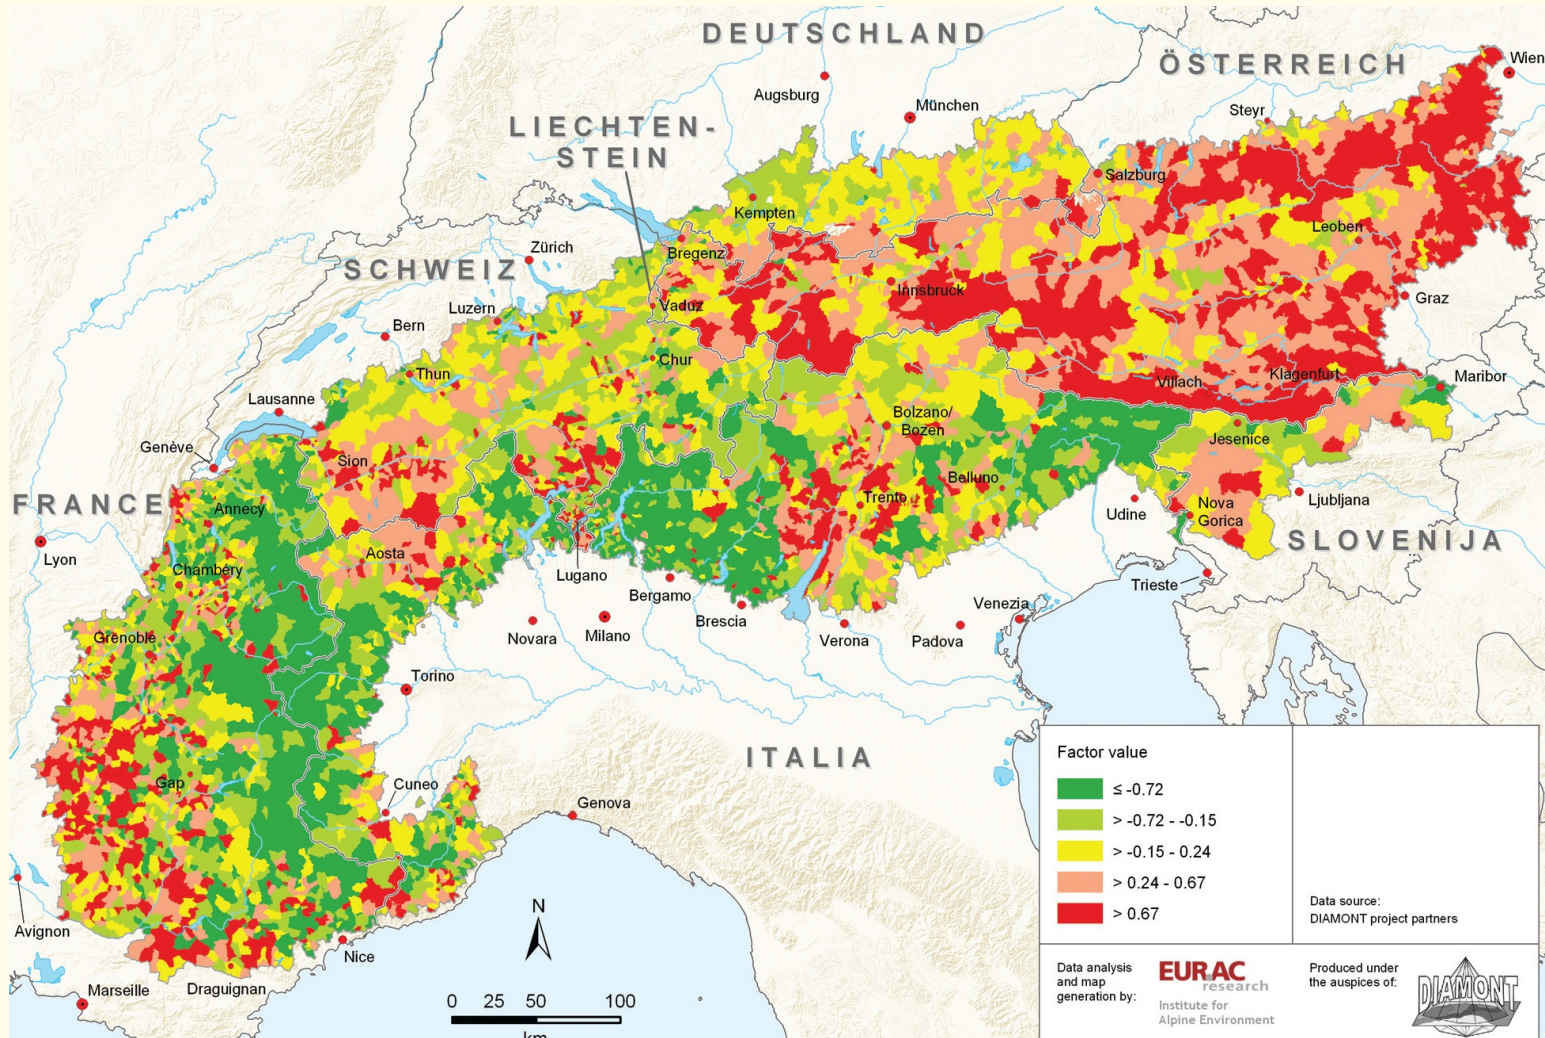 DEUTSCHLAND
ÖSTERREICH
Wien
Augsburg
München
Steyr
LIECHTEN-
STEIN
Salzburg
Kempten
Leoben
Zürich
Bregenz
SCHWEIZ
Innsbruck
Graz
Luzern
Vaduz
Bern
Chur
Thun
Villach
Klagenfurt
Maribor
Lausanne
Bolzano/
Bozen
Jesenice
Genève
Sion
Belluno
Trento
Ljubljana
FRANCE
Annecy
Udine
Nova
Gorica
SLOVENIJA
Lyon
Aosta
Chambéry
Lugano
Trieste
Bergamo
Venezia
Novara
Milano
Brescia
Verona
Padova
Grenoble
Torino
ITALIA
Gap
Cuneo
Genova
Avignon
Nice
Marseille
Draguignan
N
0 25 50 100
km
Factor value
≤ -0.72
> -0.72 - -0.15
> -0.15 - 0.24
> 0.24 - 0.67
> 0.67
Data source:
DIAMONT project partners
Data analysis
and map
generation by:
EURAC
research
Institute for
Alpine Environment
Produced under
the auspices of:
DIAMONT